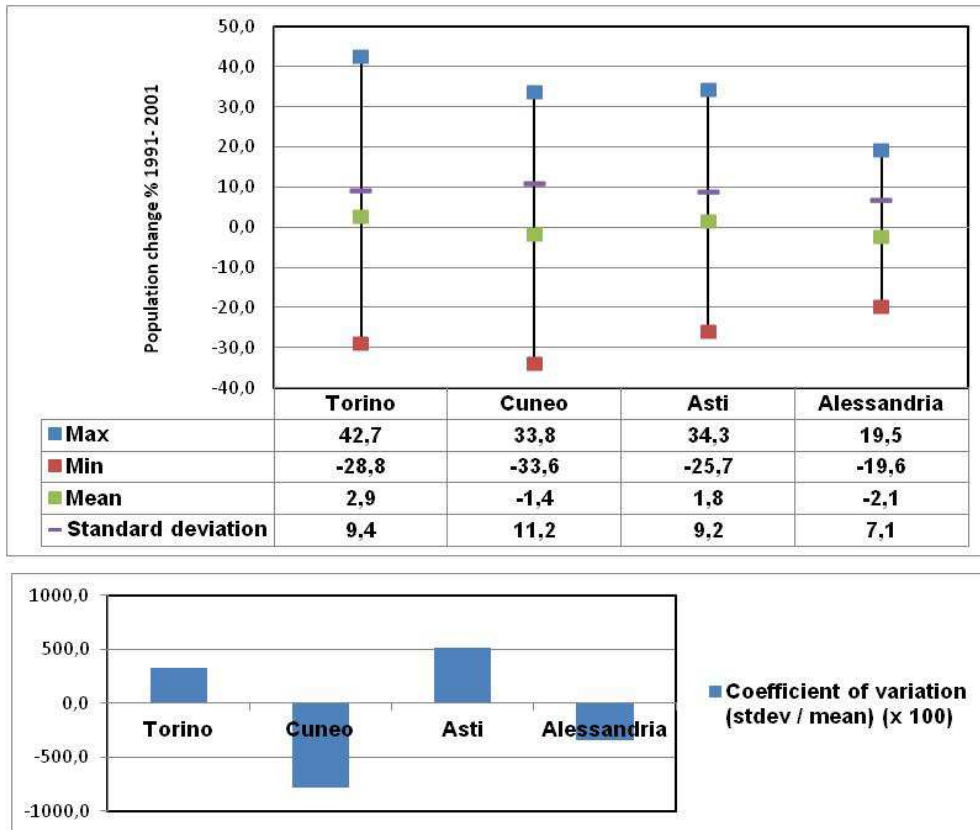 Population change % 1991- 2001
50,0
40,0
30,0
20,0
10,0
0,0
-10,0
-20,0
-30,0
-40,0
Torino Cuneo Asti Alessandria
Max 42,7 33,8 34,3 19,5
Min -28,8 -33,6 -25,7 -19,6
Mean 2,9 -1,4 1,8 -2,1
Standard deviation 9,4 11,2 9,2 7,1
1000,0
500,0
0,0
-500,0
-1000,0
Torino Cuneo Asti Alessandria
Coefficient of variation
(stdev / mean) (x 100)